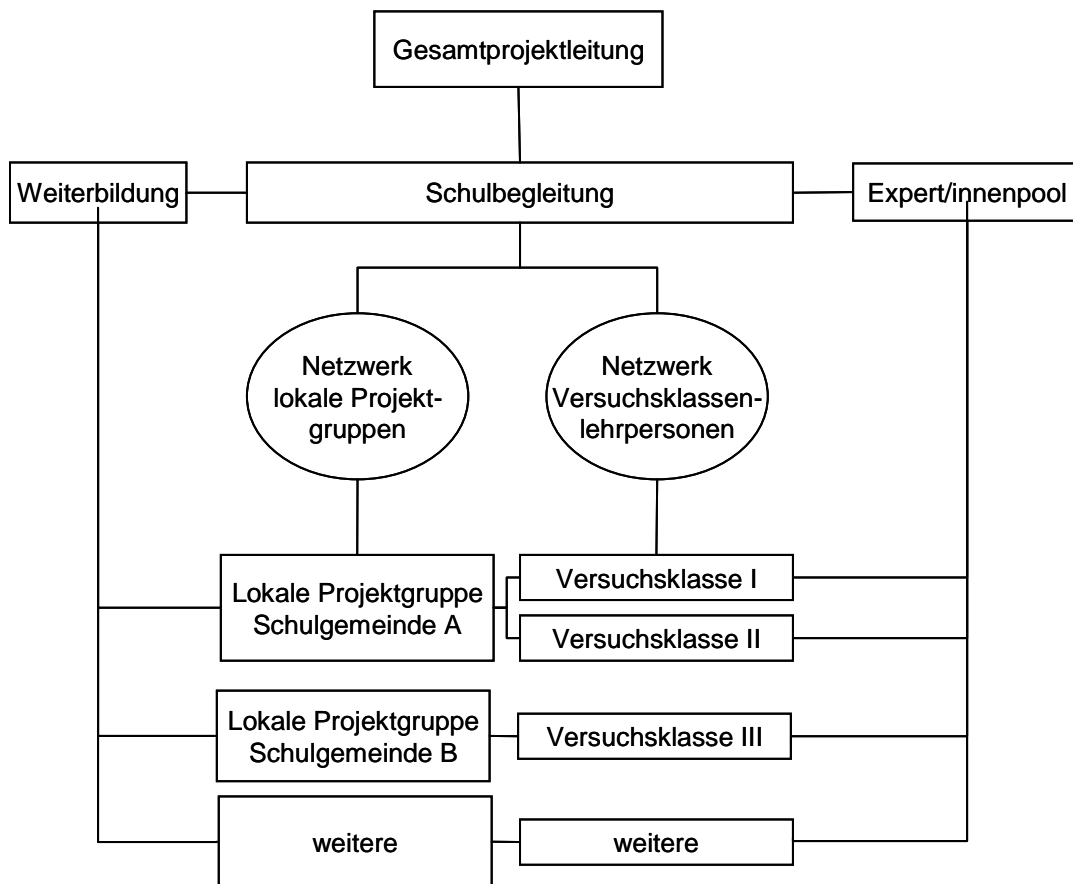 Gesamtprojektleitung
Weiterbildung
Schulbegleitung
Expert/innenpool
Netzwerk
lokale Projekt-
gruppen
Netzwerk
Versuchsklassen-
lehrpersonen
Lokale Projektgruppe
Schulgemeinde A
Versuchsklasse I
Versuchsklasse II
Lokale Projektgruppe
Schulgemeinde B
Versuchsklasse III
weitere
weitere